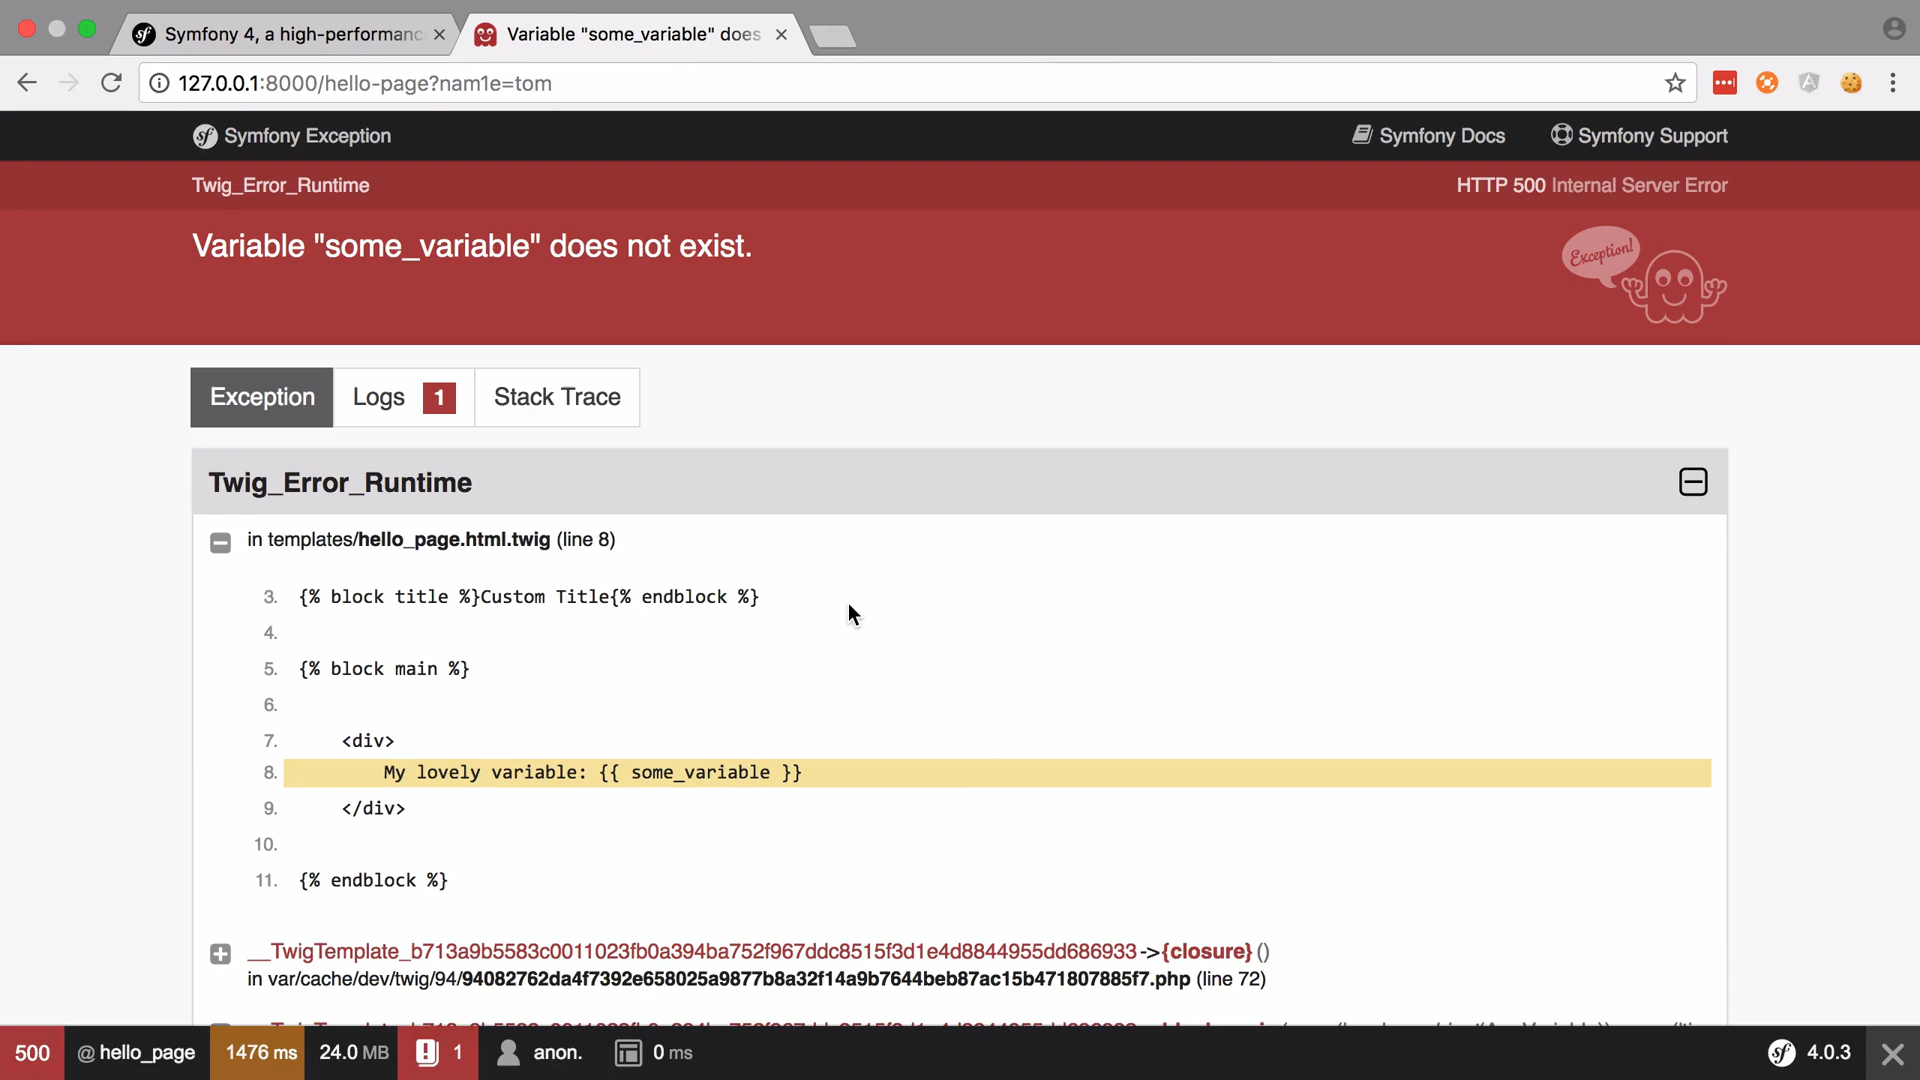 Symfony 4, a high-performanc
Variable "some_variable" does
127.0.0.1:8000/hello-page?nam1e=tom
Symfony Exception
Symfony Docs
Symfony Support
Twig_Error_Runtime
HTTP 500 Internal Server Error
Variable "some_variable" does not exist.
Exception!
Exception
Logs 1
Stack Trace
Twig_Error_Runtime
in templates/hello_page.html.twig (line 8)
3. {% block title %}Custom Title{% endblock %}
4.
5. {% block main %}
6.
7. <div>
8. My lovely variable: {{ some_variable }}
9. </div>
10.
11. {% endblock %}
__TwigTemplate_b713a9b5583c0011023fb0a394ba752f967ddc8515f3d1e4d8844955dd686933->{closure}()
in var/cache/dev/twig/94/94082762da4f7392e658025a9877b8a32f14a9b7644beb87ac15b471807885f7.php (line 72)
500 @ hello_page 1476 ms 24.0 MB 1 anon. 0 ms sf 4.0.3